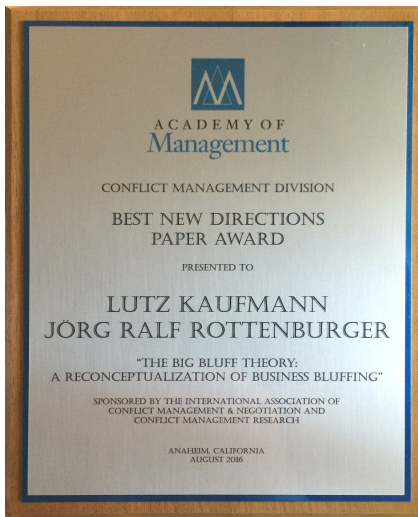 ACADEMY OF
Management
CONFLICT MANAGEMENT DIVISION
BEST NEW DIRECTIONS
PAPER AWARD
PRESENTED TO
LUTZ KAUFMANN
JÖRG RALF ROTTENBURGER
"THE BIG BLUFF THEORY:
A RECONCEPTUALIZATION OF BUSINESS BLUFFING"
SPONSORED BY THE INTERNATIONAL ASSOCIATION OF
CONFLICT MANAGEMENT & NEGOTIATION AND
CONFLICT MANAGEMENT RESEARCH
ANAHEIM, CALIFORNIA
AUGUST 2016